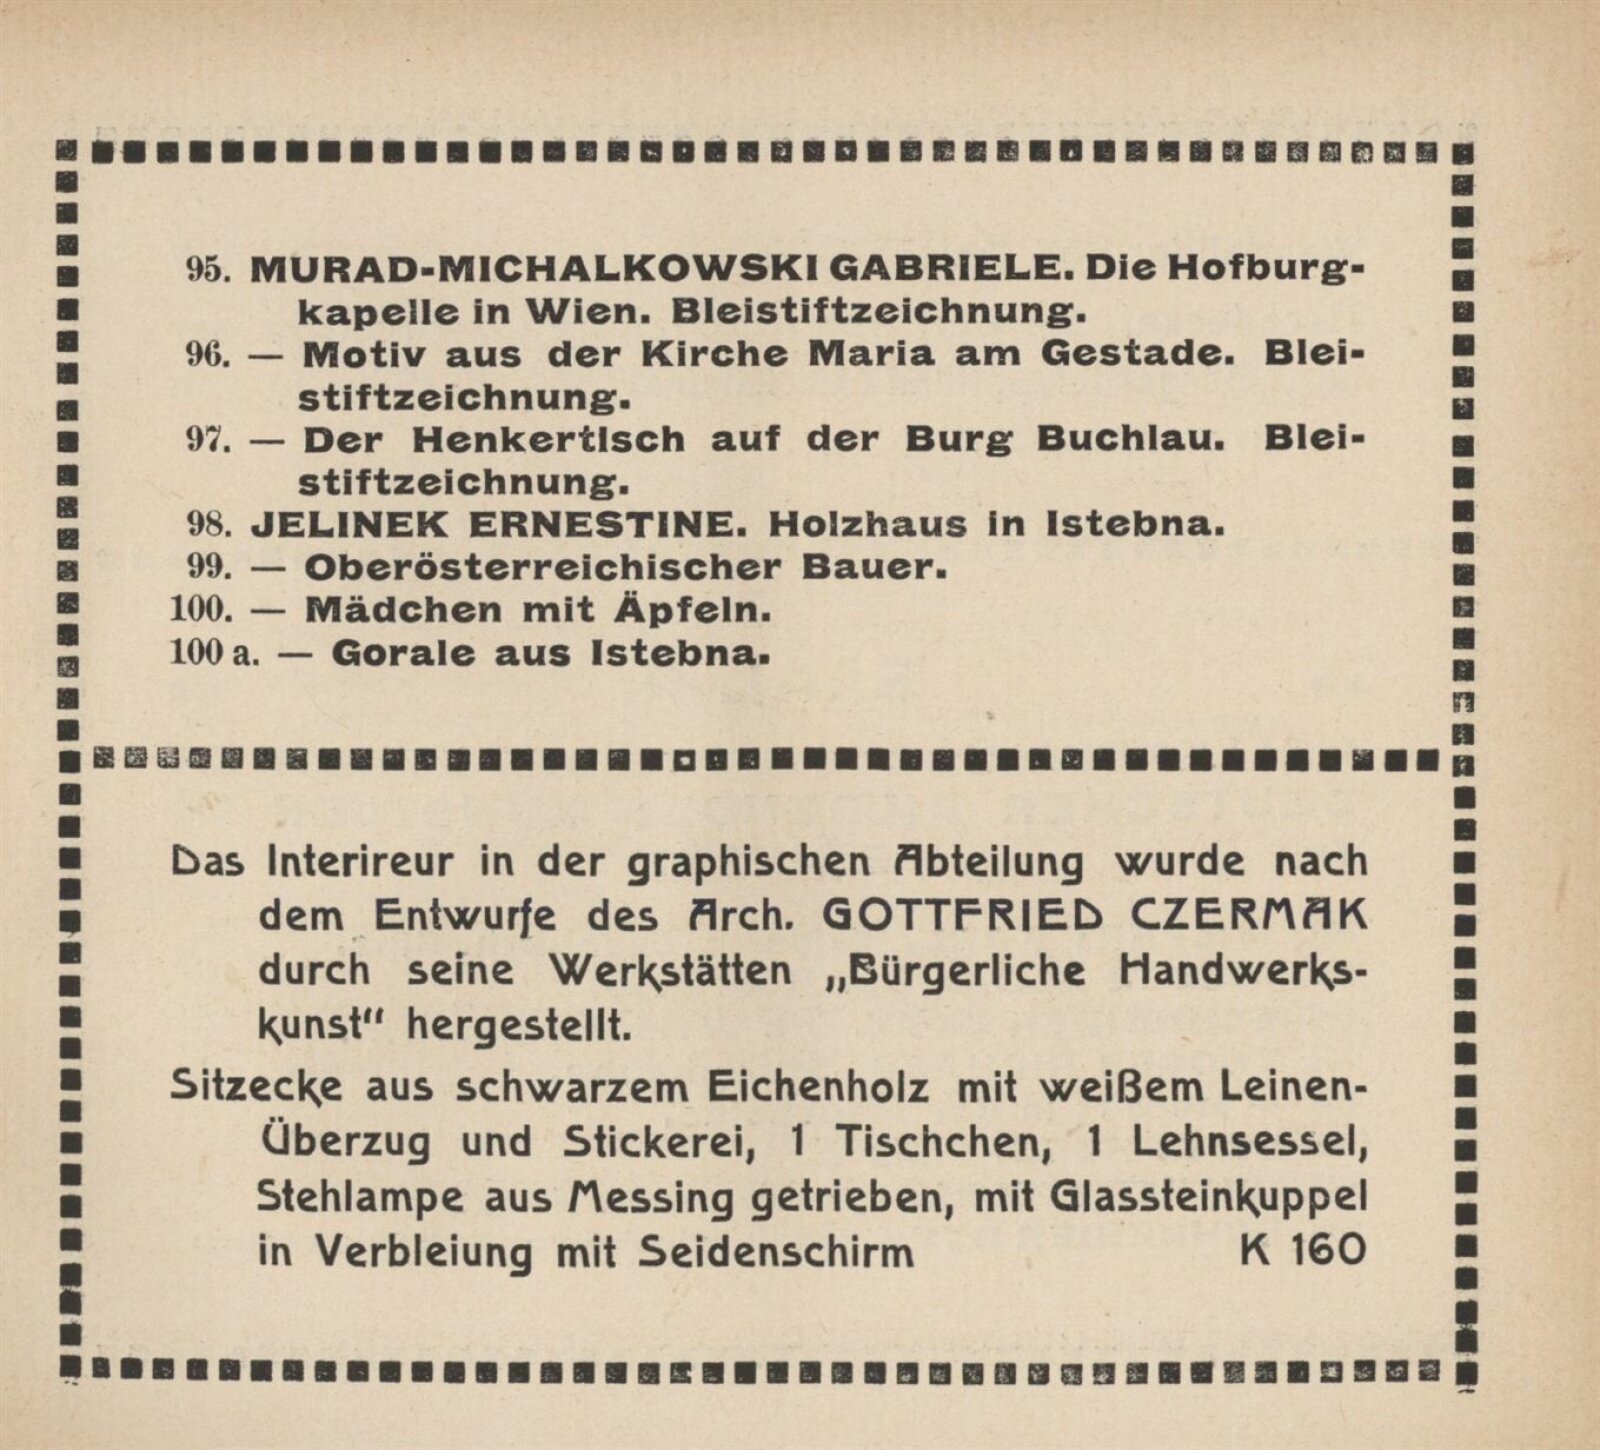 95. MURAD-MICHALKOWSKI GABRIELE. Die Hofburg-
kapelle in Wien. Bleistiftzeichnung.
96. — Motiv aus der Kirche Maria am Gestade. Blei-
stiftzeichnung.
97. — Der Henkertisch auf der Burg Buchlau. Blei-
stiftzeichnung.
98. JELINEK ERNESTINE. Holzhaus in Istebna.
99. — Oberösterreichischer Bauer.
100. — Mädchen mit Äpfeln.
100 a. — Gorale aus Istebna.
Das Interireur in der graphischen Abteilung wurde nach
dem Entwurfe des Arch. GOTTFRIED CZERMAK
durch seine Werkstätten „Bürgerliche Handwerks-
kunst“ hergestellt.
Sitzecke aus schwarzem Eichenholz mit weißem Leinen-
Überzug und Stickerei, 1 Tischchen, 1 Lehnsessel,
Stehlampe aus Messing getrieben, mit Glassteinkuppel
in Verbleiung mit Seidenschirm K 160